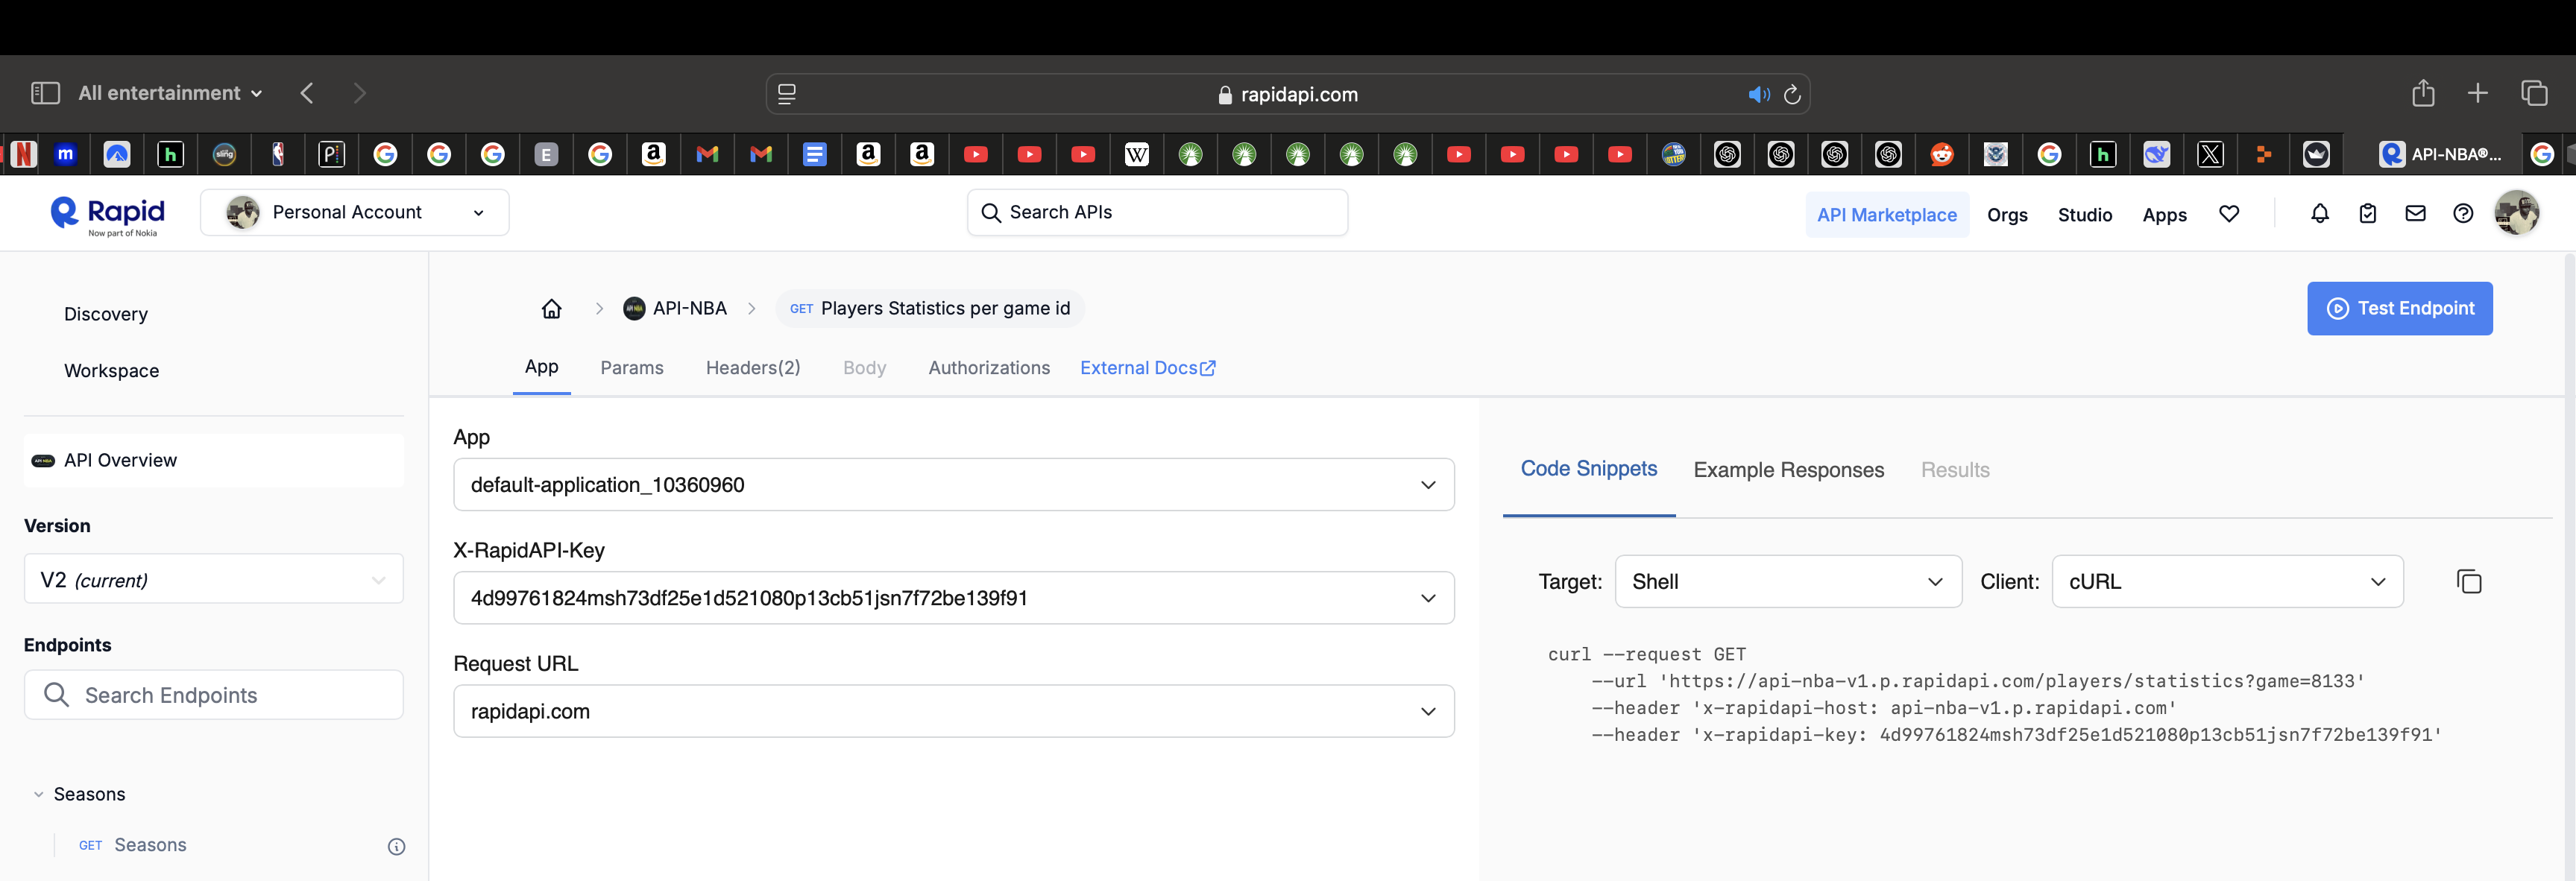 All entertainment
rapidapi.com
API-NBA®...
Rapid
Now part of Nokia
Personal Account
Search APIs
API Marketplace
Orgs
Studio
Apps
Discovery
Workspace
API Overview
Version
V2 (current)
Endpoints
Search Endpoints
Seasons
GET Seasons
API-NBA
GET Players Statistics per game id
Test Endpoint
App
Params
Headers(2)
Body
Authorizations
External Docs
App
default-application_10360960
X-RapidAPI-Key
4d99761824msh73df25e1d521080p13cb51jsn7f72be139f91
Request URL
rapidapi.com
Code Snippets
Example Responses
Results
Target: Shell
Client: cURL
curl --request GET
--url 'https://api-nba-v1.p.rapidapi.com/players/statistics?game=8133'
--header 'x-rapidapi-host: api-nba-v1.p.rapidapi.com'
--header 'x-rapidapi-key: 4d99761824msh73df25e1d521080p13cb51jsn7f72be139f91'